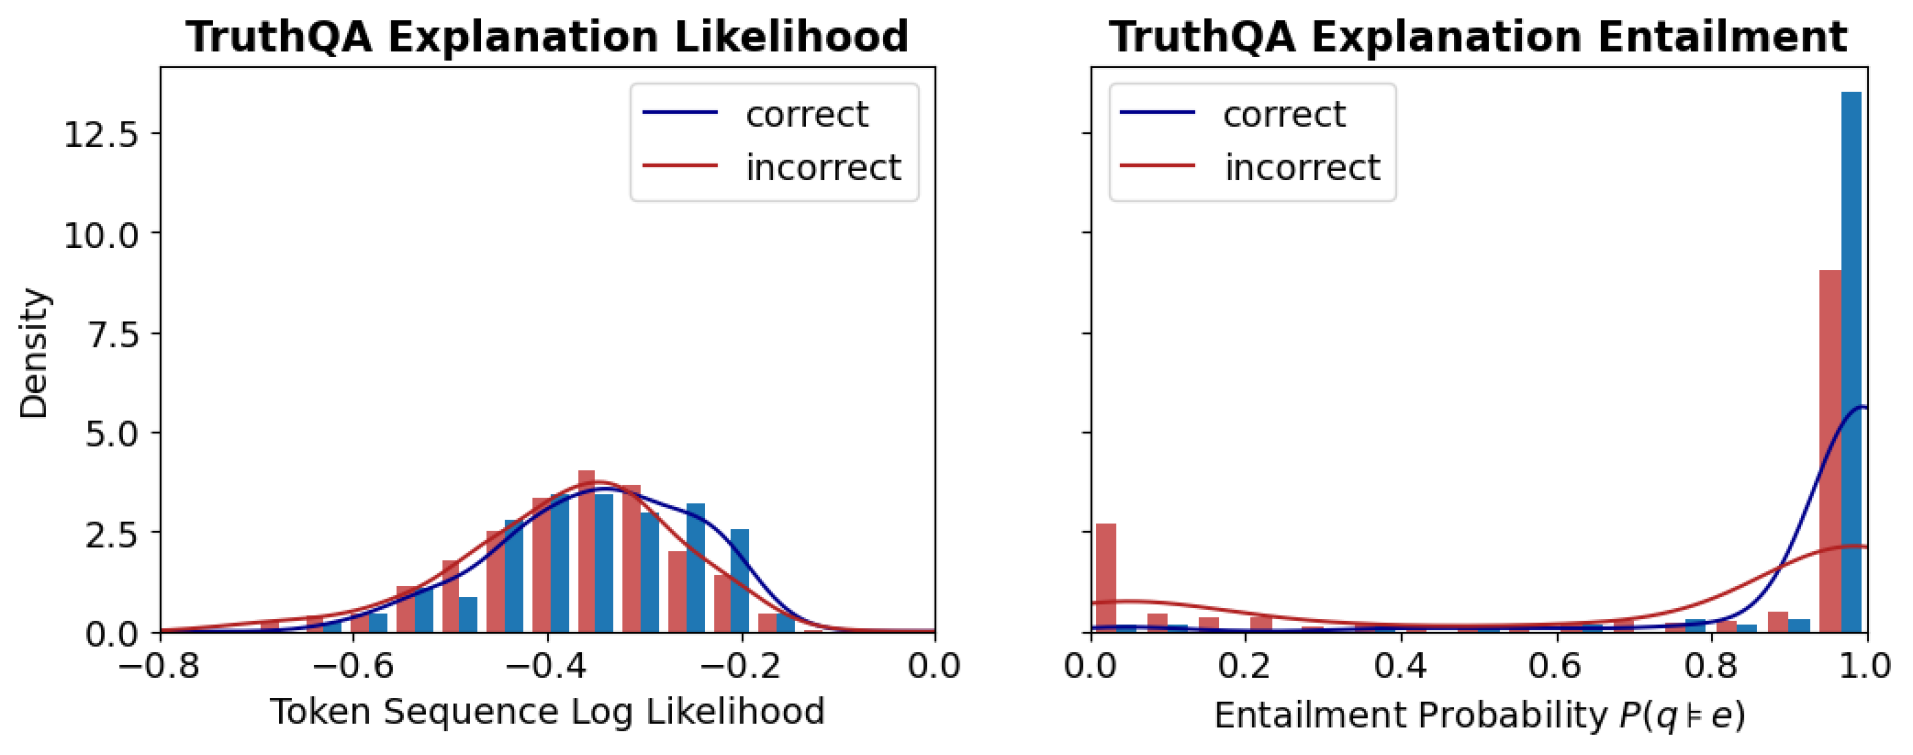 TruthQA Explanation Likelihood
correct
incorrect
Density
12.5
10.0
7.5
5.0
2.5
0.0
−0.8
−0.6
−0.4
−0.2
0.0
Token Sequence Log Likelihood
TruthQA Explanation Entailment
correct
incorrect
0.0
0.2
0.4
0.6
0.8
1.0
Entailment Probability P(q ⊧ e)